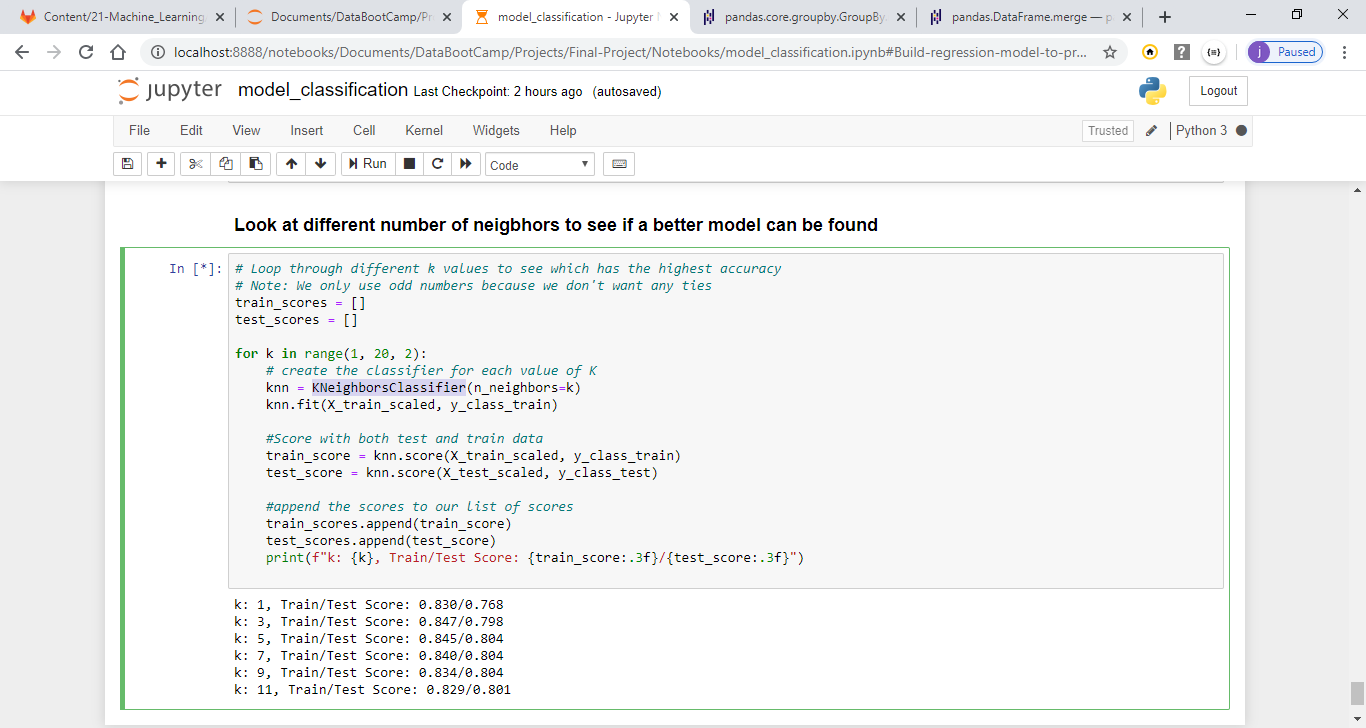 Content/21-Machine_Learning
Documents/DataBootCamp/Pr
model_classification - Jupyter
pandas.core.groupby.GroupBy.
pandas.DataFrame.merge — p
localhost:8888/notebooks/Documents/DataBootCamp/Projects/Final-Project/Notebooks/model_classification.ipynb#Build-regression-model-to-pr...
j Paused
jupyter model_classification Last Checkpoint: 2 hours ago (autosaved)
Logout
File Edit View Insert Cell Kernel Widgets Help
Trusted Python 3
Run Code
Look at different number of neigbhors to see if a better model can be found
In [*]: # Loop through different k values to see which has the highest accuracy
# Note: We only use odd numbers because we don't want any ties
train_scores = []
test_scores = []
for k in range(1, 20, 2):
# create the classifier for each value of K
knn = KNeighborsClassifier(n_neighbors=k)
knn.fit(X_train_scaled, y_class_train)
#Score with both test and train data
train_score = knn.score(X_train_scaled, y_class_train)
test_score = knn.score(X_test_scaled, y_class_test)
#append the scores to our list of scores
train_scores.append(train_score)
test_scores.append(test_score)
print(f"k: {k}, Train/Test Score: {train_score:.3f}/{test_score:.3f}")
k: 1, Train/Test Score: 0.830/0.768
k: 3, Train/Test Score: 0.847/0.798
k: 5, Train/Test Score: 0.845/0.804
k: 7, Train/Test Score: 0.840/0.804
k: 9, Train/Test Score: 0.834/0.804
k: 11, Train/Test Score: 0.829/0.801